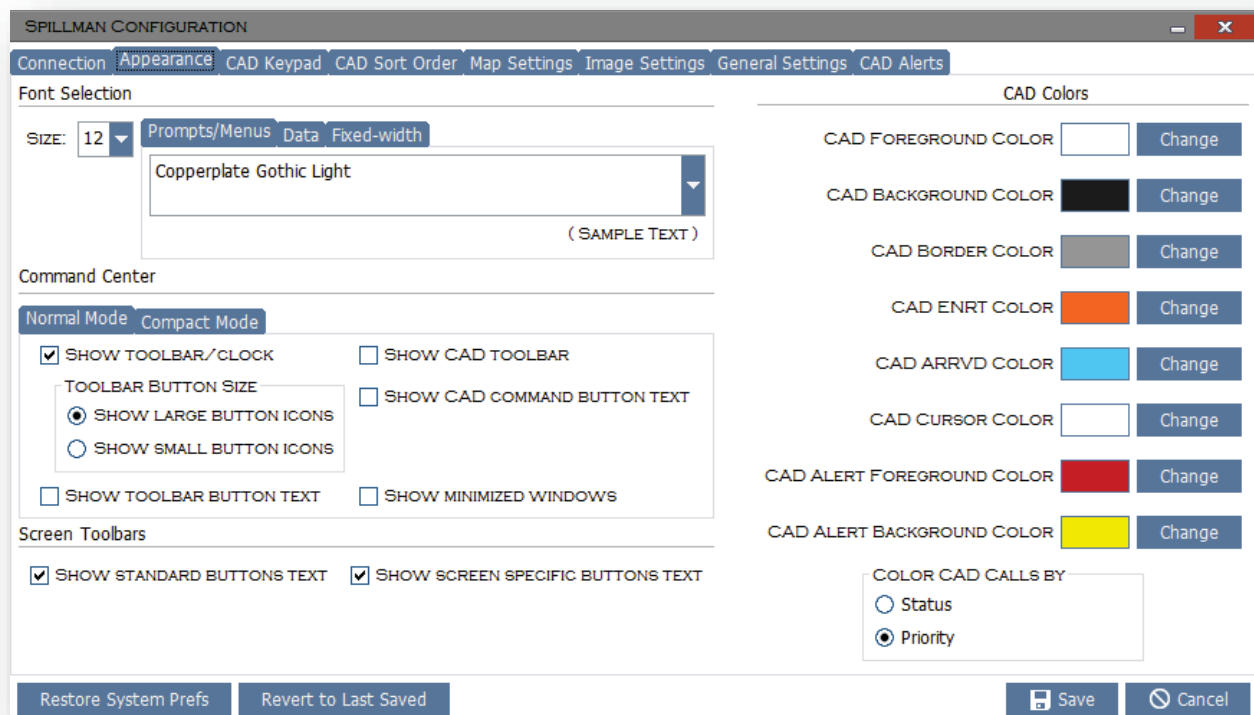 Spillman Configuration
Connection Appearance CAD Keypad CAD Sort Order Map Settings Image Settings General Settings CAD Alerts
Font Selection
Size: 12 Prompts/Menus Data Fixed-width
Copperplate Gothic Light
( Sample Text )
Command Center
Normal Mode Compact Mode
Show toolbar/clock
Toolbar Button Size
Show large button icons
Show small button icons
Show toolbar button text
Show CAD toolbar
Show CAD command button text
Show minimized windows
Screen Toolbars
Show standard buttons text Show screen specific buttons text
CAD Colors
CAD Foreground Color Change
CAD Background Color Change
CAD Border Color Change
CAD ENRT Color Change
CAD ARRVD Color Change
CAD Cursor Color Change
CAD Alert Foreground Color Change
CAD Alert Background Color Change
Color CAD Calls by
Status
Priority
Restore System Prefs Revert to Last Saved Save Cancel